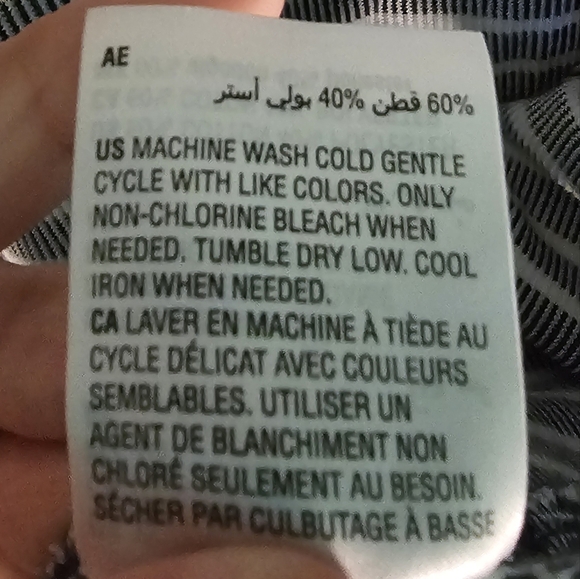 AE
60% قطن 40% بولي أستر
US MACHINE WASH COLD GENTLE
CYCLE WITH LIKE COLORS. ONLY
NON-CHLORINE BLEACH WHEN
NEEDED. TUMBLE DRY LOW. COOL
IRON WHEN NEEDED.
CA LAVER EN MACHINE À TIÈDE AU
CYCLE DÉLICAT AVEC COULEURS
SEMBLABLES. UTILISER UN
AGENT DE BLANCHIMENT NON
CHLORÉ SEULEMENT AU BESOIN.
SÉCHER PAR CULBUTAGE À BASSE